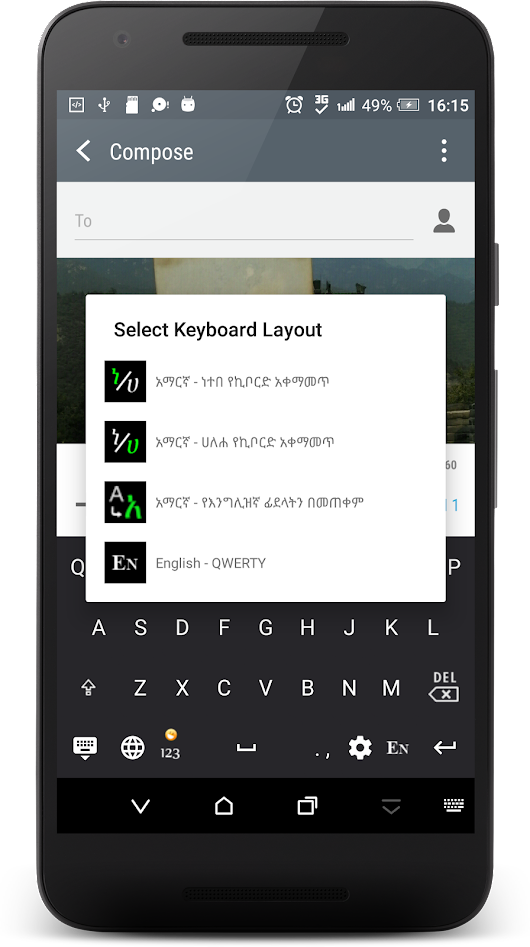 3G
49% 16:15
Compose
To
Select Keyboard Layout
ነ/ሀ አማርኛ - ነተበ የኪቦርድ አቀማመጥ
ነ/ሀ አማርኛ - ሀለሐ የኪቦርድ አቀማመጥ
A አ አማርኛ - የእንግሊዝኛ ፊደላትን በመጠቀም
EN English - QWERTY
60
1
Q P
A S D F G H J K L
Z X C V B N M DEL
123 . , EN